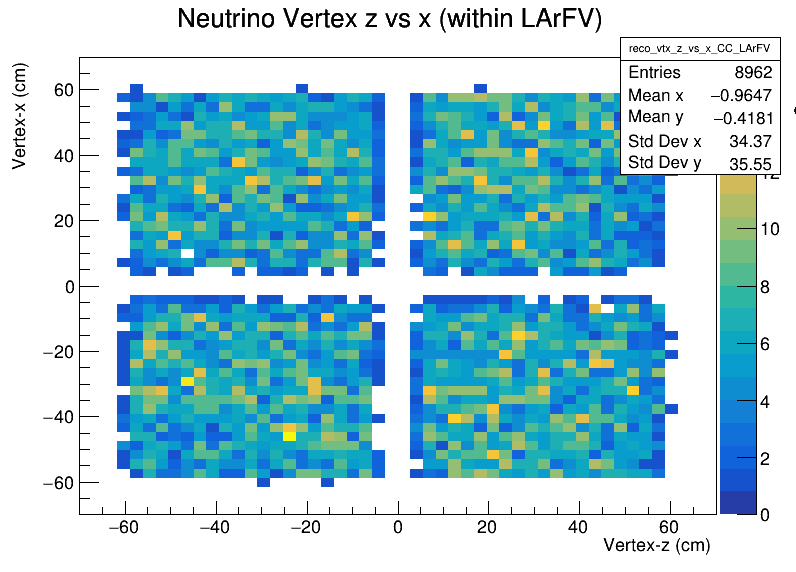 Neutrino Vertex z vs x (within LArFV)
reco_vtx_z_vs_x_CC_LArFV
Entries 8962
Mean x −0.9647
Mean y −0.4181
Std Dev x 34.37
Std Dev y 35.55
Vertex-x (cm)
60
40
20
0
−20
−40
−60
−60 −40 −20 0 20 40 60
Vertex-z (cm)
12
10
8
6
4
2
0